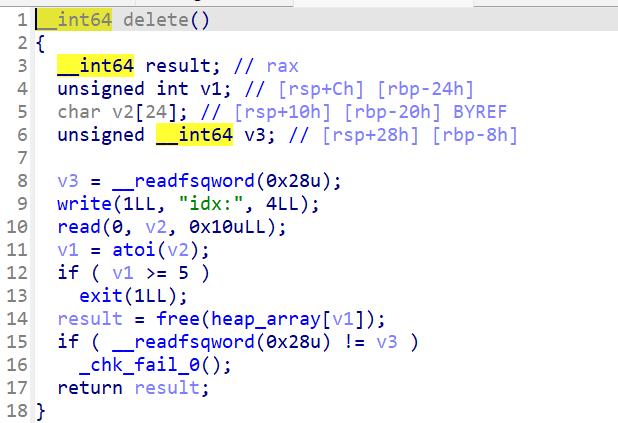 1 __int64 delete()
2 {
3   __int64 result; // rax
4   unsigned int v1; // [rsp+Ch] [rbp-24h]
5   char v2[24]; // [rsp+10h] [rbp-20h] BYREF
6   unsigned __int64 v3; // [rsp+28h] [rbp-8h]
7
8   v3 = __readfsqword(0x28u);
9   write(1LL, "idx:", 4LL);
10   read(0, v2, 0x10uLL);
11   v1 = atoi(v2);
12   if ( v1 >= 5 )
13     exit(1LL);
14   result = free(heap_array[v1]);
15   if ( __readfsqword(0x28u) != v3 )
16     _chk_fail_0();
17   return result;
18 }